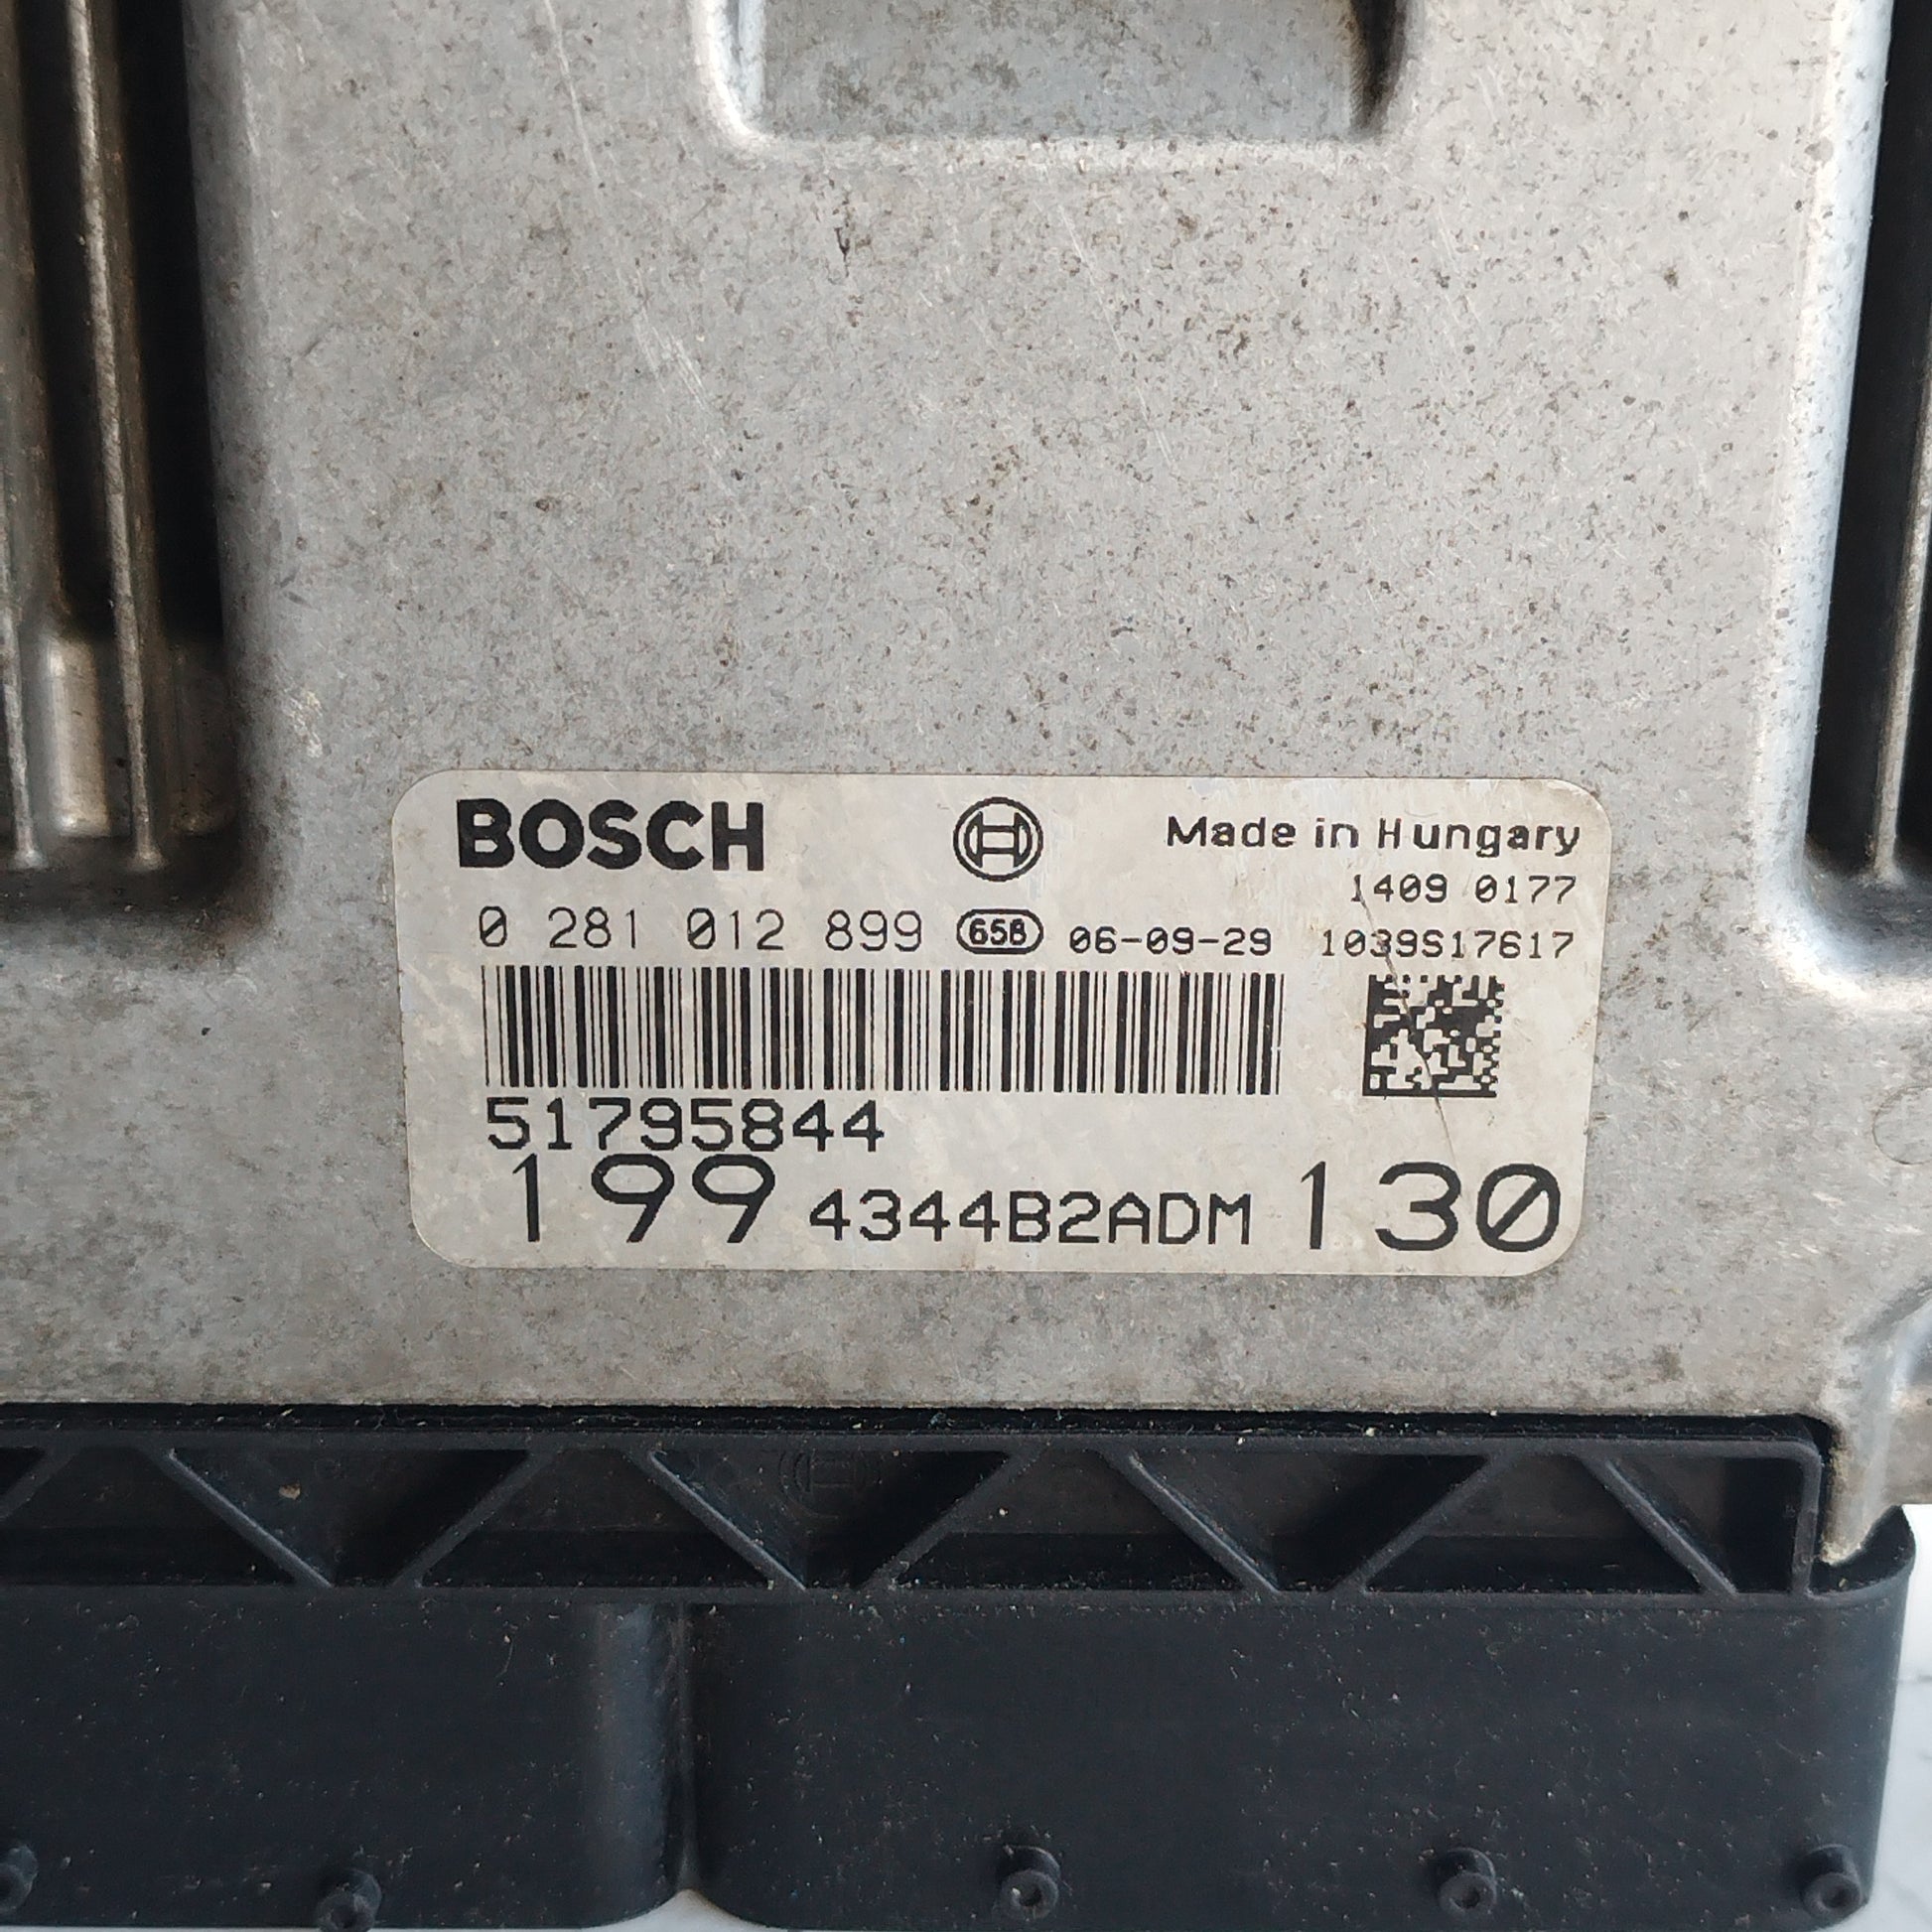 BOSCH
Made in Hungary
1409 0177
0 281 012 899 658 06-09-29 1039S17617
51795844
199 4344B2ADM 130